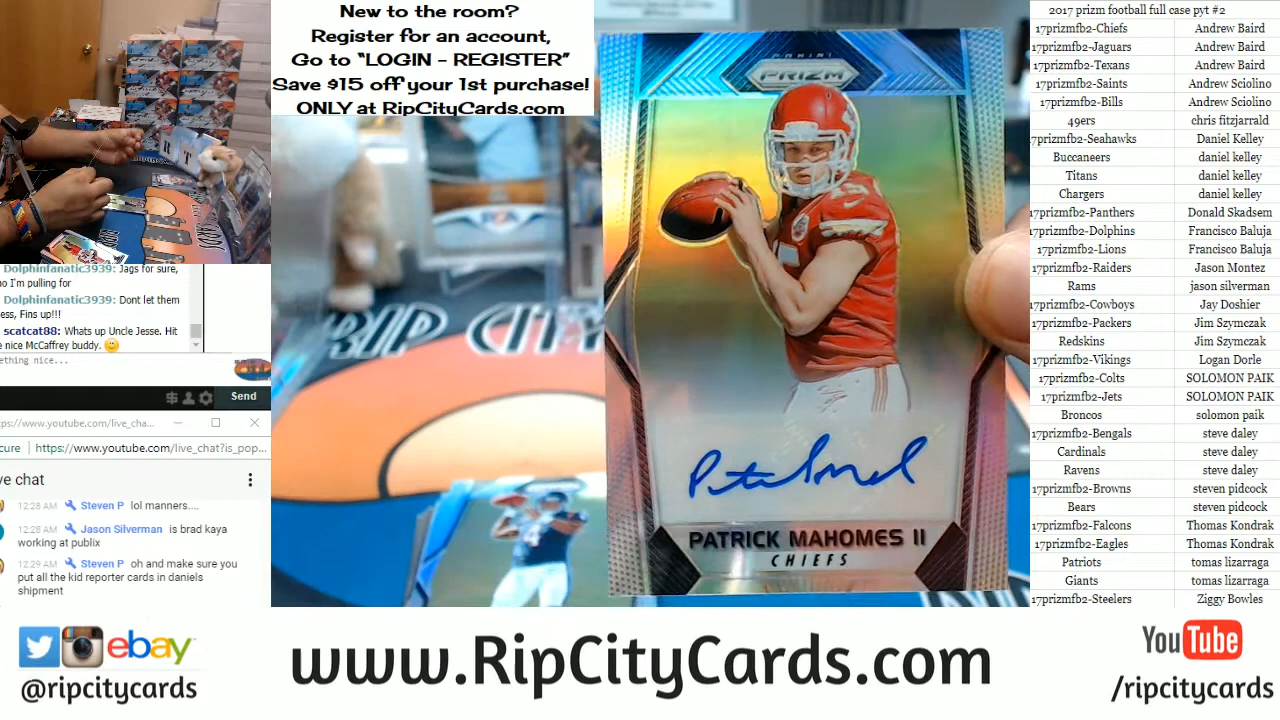 New to the room?
Register for an account,
Go to “LOGIN - REGISTER”
Save $15 off your 1st purchase!
ONLY at RipCityCards.com
Dolphinfanatic3939: Jags for sure,
I'm pulling for
Dolphinfanatic3939: Dont let them
Fins up!!!
scatcat88: Whats up Uncle Jesse. Hit
nice McCaffrey buddy.
nice...
Send
https://www.youtube.com/live_chat?is_pop...
chat
12:28 AM Steven P lol manners....
12:28 AM Jason Silverman is brad kaya
working at publix
12:29 AM Steven P oh and make sure you
put all the kid reporter cards in daniels
shipment
RIP CITY
PANINI
PRIZM
PATRICK MAHOMES II
CHIEFS
2017 prizm football full case pyt #2
17prizmfb2-Chiefs Andrew Baird
17prizmfb2-Jaguars Andrew Baird
17prizmfb2-Texans Andrew Baird
17prizmfb2-Saints Andrew Sciolino
17prizmfb2-Bills Andrew Sciolino
49ers chris fitzjarrald
17prizmfb2-Seahawks Daniel Kelley
Buccaneers daniel kelley
Titans daniel kelley
Chargers daniel kelley
17prizmfb2-Panthers Donald Skadsem
17prizmfb2-Dolphins Francisco Baluja
17prizmfb2-Lions Francisco Baluja
17prizmfb2-Raiders Jason Montez
Rams jason silverman
17prizmfb2-Cowboys Jay Doshier
17prizmfb2-Packers Jim Szymczak
Redskins Jim Szymczak
17prizmfb2-Vikings Logan Dorle
17prizmfb2-Colts SOLOMON PAIK
17prizmfb2-Jets SOLOMON PAIK
Broncos solomon paik
17prizmfb2-Bengals steve daley
Cardinals steve daley
Ravens steve daley
17prizmfb2-Browns steven pidcock
Bears steven pidcock
17prizmfb2-Falcons Thomas Kondrak
17prizmfb2-Eagles Thomas Kondrak
Patriots tomas lizarraga
Giants tomas lizarraga
17prizmfb2-Steelers Ziggy Bowles
ebay
@ripcitycards
www.RipCityCards.com
YouTube
/ripcitycards